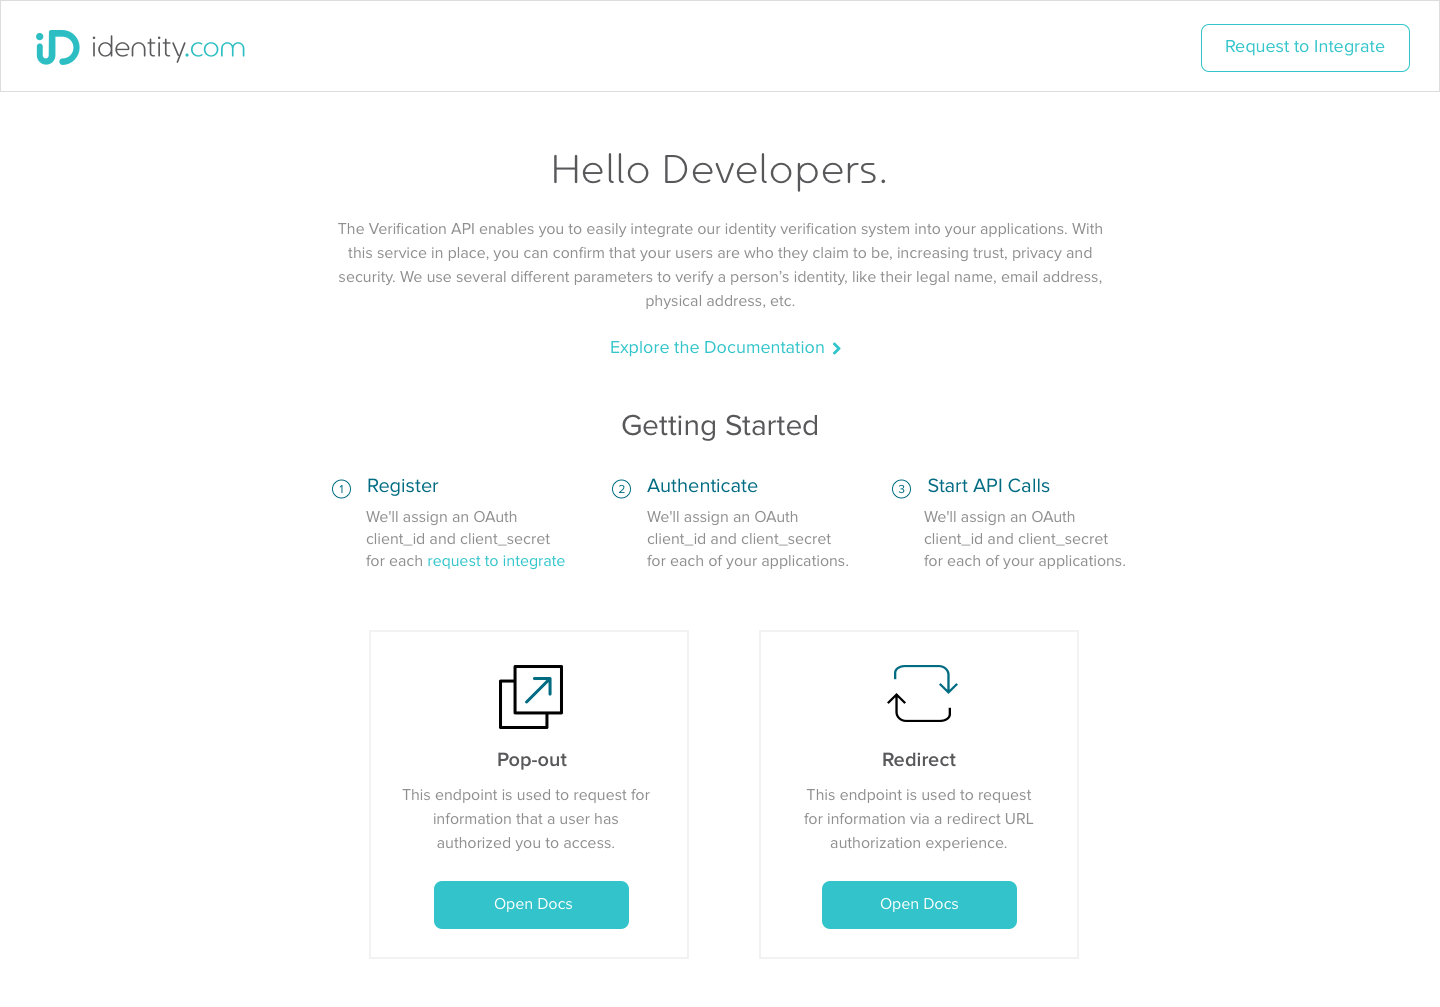 identity.com
Request to Integrate
Hello Developers.
The Verification API enables you to easily integrate our identity verification system into your applications. With
this service in place, you can confirm that your users are who they claim to be, increasing trust, privacy and
security. We use several different parameters to verify a person's identity, like their legal name, email address,
physical address, etc.
Explore the Documentation
Getting Started
1 Register
We'll assign an OAuth
client_id and client_secret
for each request to integrate
2 Authenticate
We'll assign an OAuth
client_id and client_secret
for each of your applications.
3 Start API Calls
We'll assign an OAuth
client_id and client_secret
for each of your applications.
Pop-out
This endpoint is used to request for
information that a user has
authorized you to access.
Open Docs
Redirect
This endpoint is used to request
for information via a redirect URL
authorization experience.
Open Docs